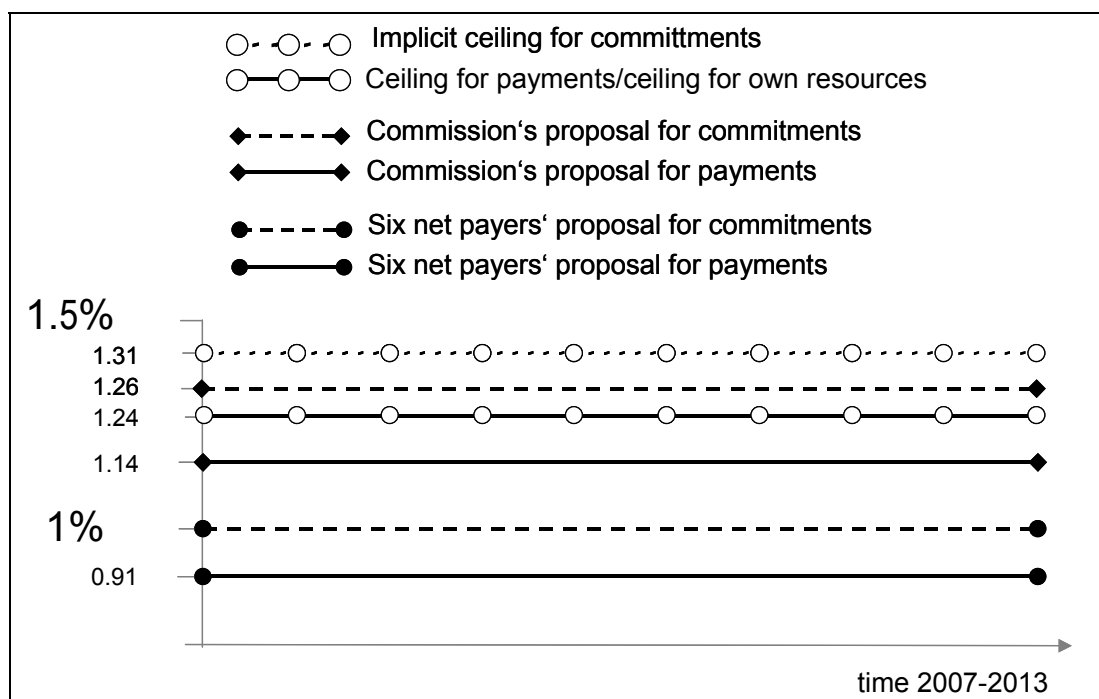 Implicit ceiling for committments
Ceiling for payments/ceiling for own resources
Commission‘s proposal for commitments
Commission‘s proposal for payments
Six net payers‘ proposal for commitments
Six net payers‘ proposal for payments
1.5%
1.31
1.26
1.24
1.14
1%
0.91
time 2007-2013